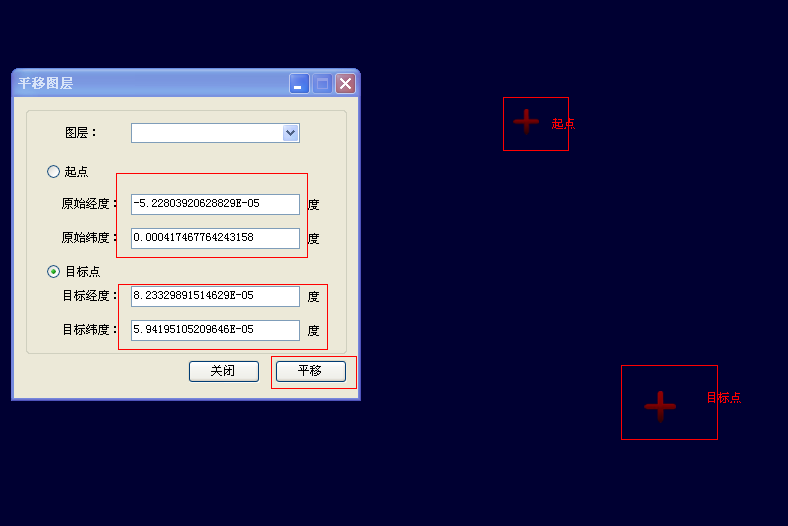 平移图层
图层：
起点
原始经度：
-5.22803920628829E-05
度
原始纬度：
0.000417467764243158
度
目标点
目标经度：
8.23329891514629E-05
度
目标纬度：
5.94195105209646E-05
度
关闭
平移
起点
目标点